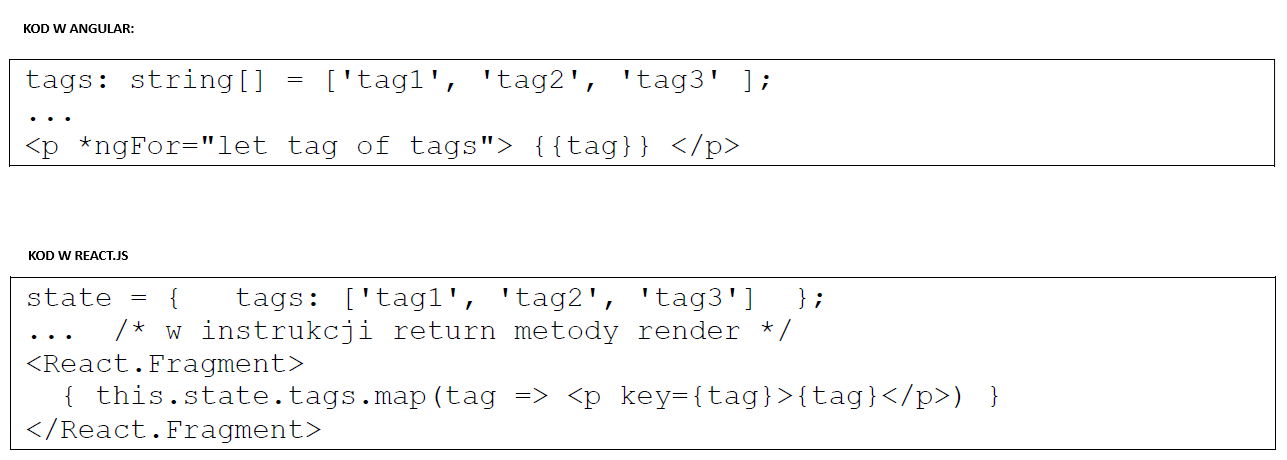 KOD W ANGULAR:
tags: string[] = ['tag1', 'tag2', 'tag3' ];
...
<p *ngFor="let tag of tags"> {{tag}} </p>
KOD W REACT.JS
state = {   tags: ['tag1', 'tag2', 'tag3']  };
...  /* w instrukcji return metody render */
<React.Fragment>
  { this.state.tags.map(tag => <p key={tag}>{tag}</p>) }
</React.Fragment>